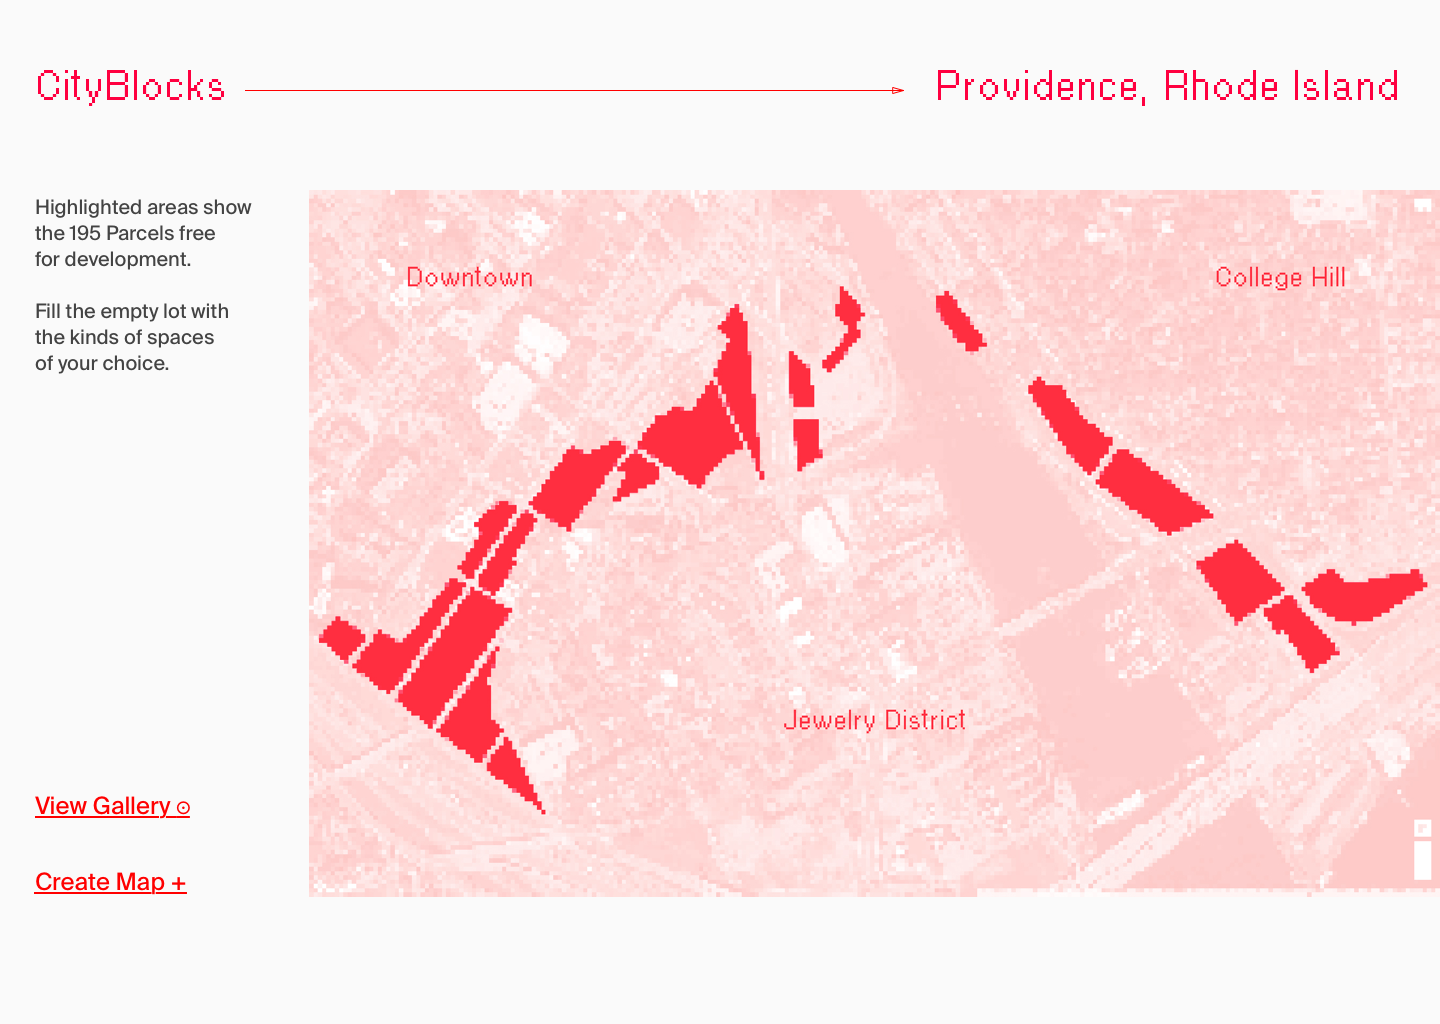 CityBlocks
Providence, Rhode Island
Highlighted areas show
the 195 Parcels free
for development.
Fill the empty lot with
the kinds of spaces
of your choice.
View Gallery ⊙
Create Map +
Downtown
College Hill
Jewelry District